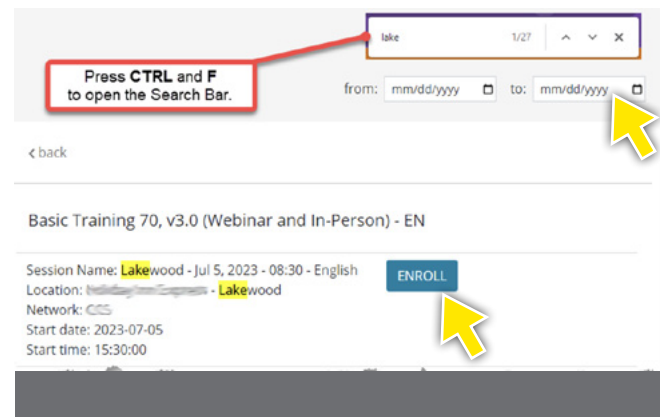 lake 1/27
Press CTRL and F
to open the Search Bar.
from: mm/dd/yyyy to: mm/dd/yyyy
< back
Basic Training 70, v3.0 (Webinar and In-Person) - EN
Session Name: Lakewood - Jul 5, 2023 - 08:30 - English
ENROLL
Location: - Lakewood
Network:
Start date: 2023-07-05
Start time: 15:30:00